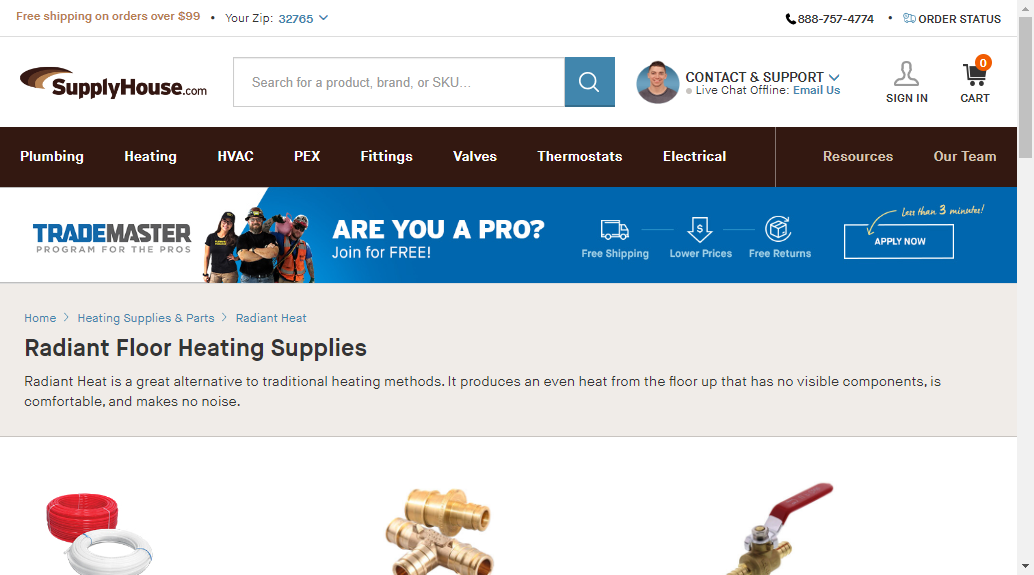 Free shipping on orders over $99 • Your Zip: 32765
888-757-4774 • ORDER STATUS
SupplyHouse.com
Search for a product, brand, or SKU...
CONTACT & SUPPORT
Live Chat Offline: Email Us
SIGN IN
0
CART
Plumbing Heating HVAC PEX Fittings Valves Thermostats Electrical Resources Our Team
TRADEMASTER
PROGRAM FOR THE PROS
ARE YOU A PRO?
Join for FREE!
$
Free Shipping Lower Prices Free Returns
Less than 3 minutes!
APPLY NOW
Home > Heating Supplies & Parts > Radiant Heat
Radiant Floor Heating Supplies
Radiant Heat is a great alternative to traditional heating methods. It produces an even heat from the floor up that has no visible components, is
comfortable, and makes no noise.